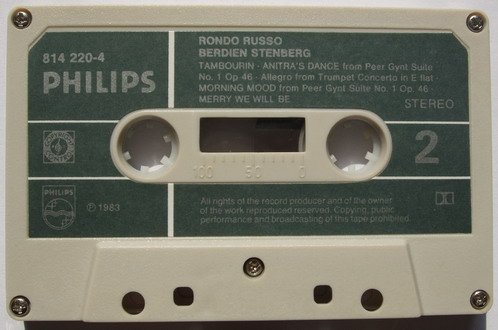 814 220-4
PHILIPS
RONDO RUSSO
BERDIEN STENBERG
TAMBOURIN · ANITRA'S DANCE from Peer Gynt Suite
No. 1 Op 46 · Allegro from Trumpet Concerto in E flat ·
MORNING MOOD from Peer Gynt Suite No. 1 Op. 46 ·
MERRY WE WILL BE
STEREO
2
100 50 0
PHILIPS
℗ 1983
All rights of the record producer and of the owner
of the work reproduced reserved. Copying, public
performance and broadcasting of this tape prohibited.